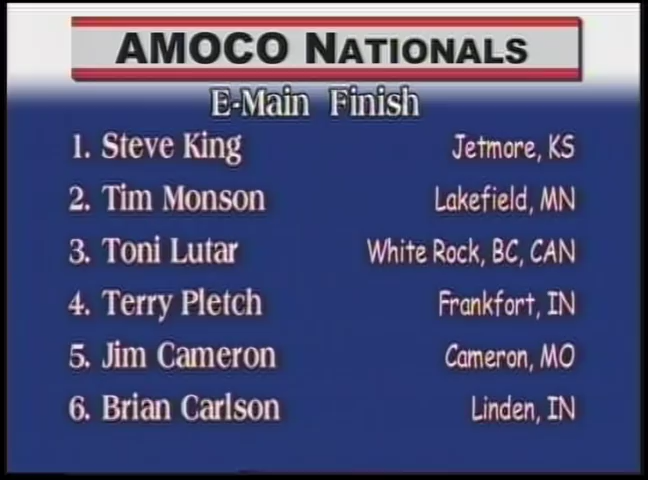 AMOCO NATIONALS
E-Main Finish
1. Steve King Jetmore, KS
2. Tim Monson Lakefield, MN
3. Toni Lutar White Rock, BC, CAN
4. Terry Pletch Frankfort, IN
5. Jim Cameron Cameron, MO
6. Brian Carlson Linden, IN